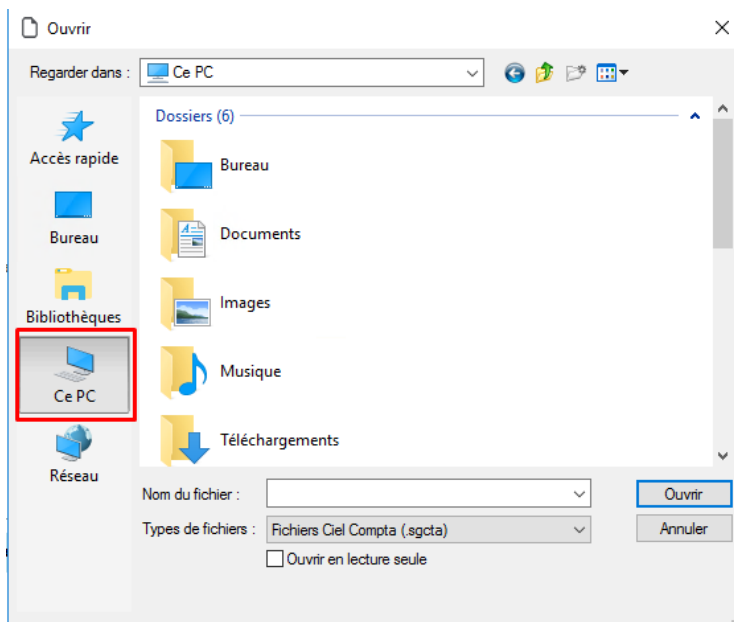 Ouvrir
Regarder dans :
Ce PC
Accès rapide
Bureau
Bibliothèques
Ce PC
Réseau
Dossiers (6)
Bureau
Documents
Images
Musique
Téléchargements
Nom du fichier :
Ouvrir
Types de fichiers : Fichiers Ciel Compta (.sgcta)
Annuler
Ouvrir en lecture seule